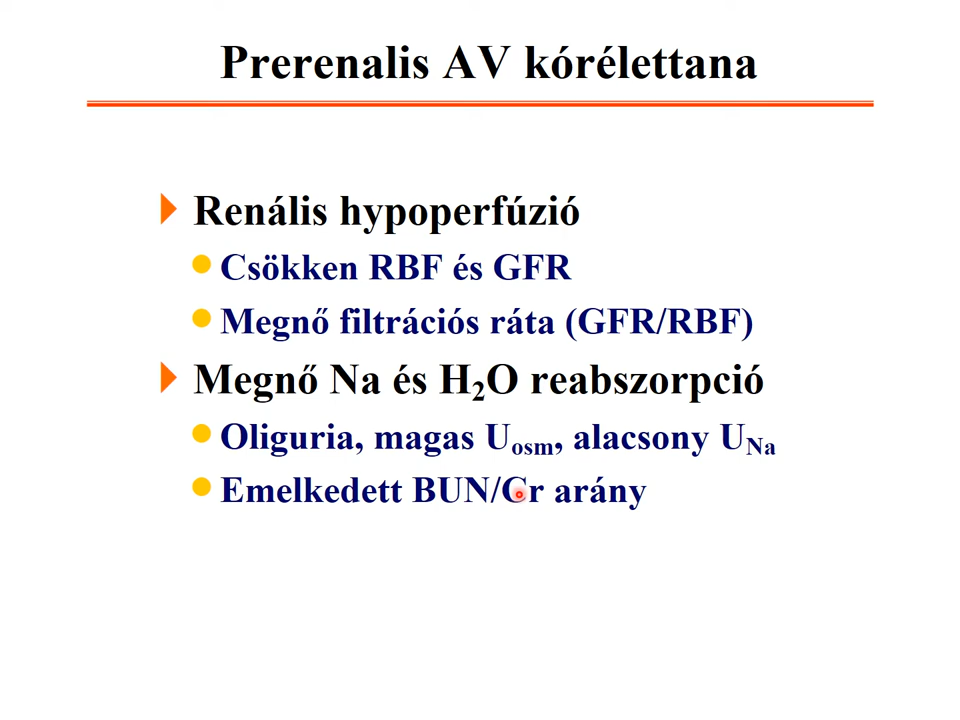 Prerenalis AV kórélettana
Renális hypoperfúzió
Csökken RBF és GFR
Megnő filtrációs ráta (GFR/RBF)
Megnő Na és H₂O reabszorpció
Oliguria, magas Uosm, alacsony UNa
Emelkedett BUN/Cr arány